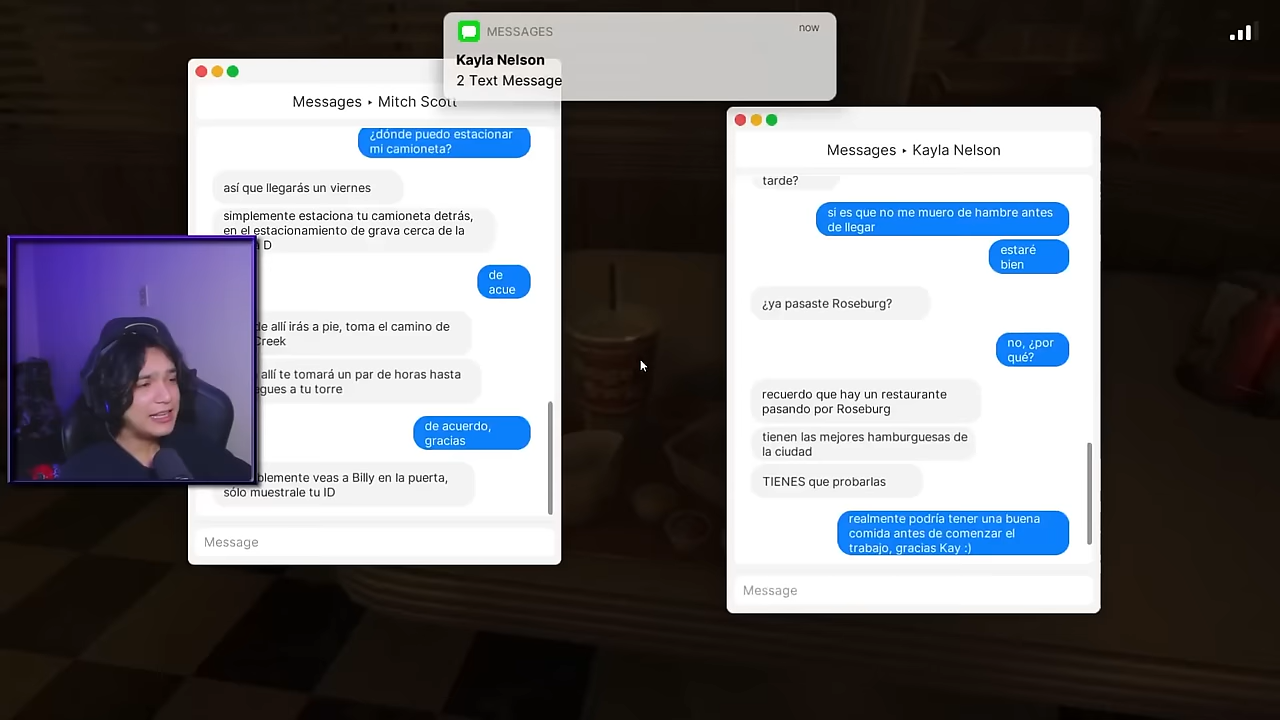 MESSAGES
now
Kayla Nelson
2 Text Message
Messages ▸ Mitch Scott
¿dónde puedo estacionar
mi camioneta?
así que llegarás un viernes
simplemente estaciona tu camioneta detrás,
en el estacionamiento de grava cerca de la
D
de
acue
de allí irás a pie, toma el camino de
Creek
allí te tomará un par de horas hasta
egues a tu torre
de acuerdo,
gracias
blemente veas a Billy en la puerta,
sólo muestrale tu ID
Message
Messages ▸ Kayla Nelson
tarde?
si es que no me muero de hambre antes
de llegar
estaré
bien
¿ya pasaste Roseburg?
no, ¿por
qué?
recuerdo que hay un restaurante
pasando por Roseburg
tienen las mejores hamburguesas de
la ciudad
TIENES que probarlas
realmente podría tener una buena
comida antes de comenzar el
trabajo, gracias Kay :)
Message